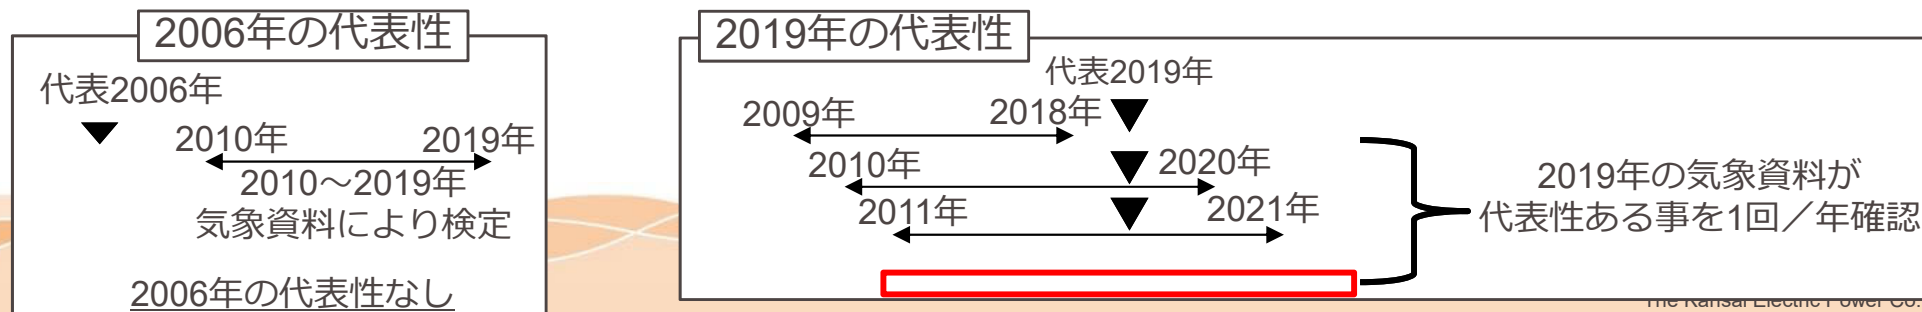 2006年の代表性
代表2006年
2010年 2019年
2010～2019年
気象資料により検定
2006年の代表性なし
2019年の代表性
代表2019年
2009年 2018年
2010年 2020年
2011年 2021年
2019年の気象資料が
代表性ある事を1回／年確認
The Kansai Electric Power Co.